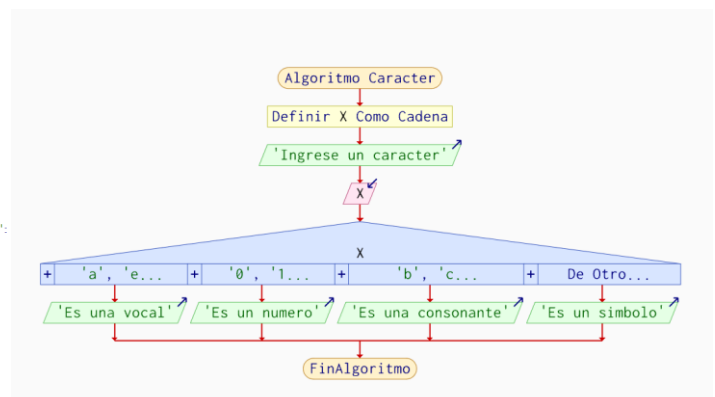 Algoritmo Caracter
Definir X Como Cadena
'Ingrese un caracter'
X
X
+ 'a', 'e... + '0', '1... + 'b', 'c... + De Otro...
'Es una vocal' 'Es un numero' 'Es una consonante' 'Es un simbolo'
FinAlgoritmo
':